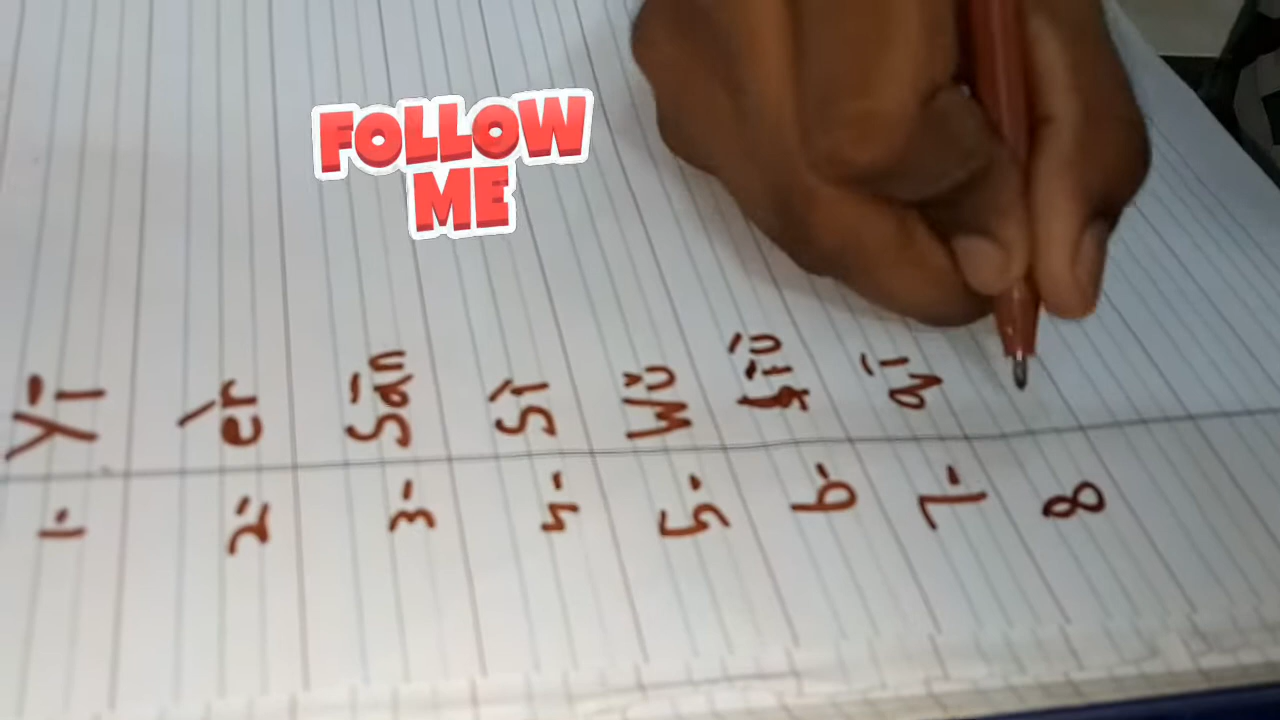 FOLLOW
ME
1- yī
2- èr
3- Sān
4- Sì
5- Wǔ
6- liù
7- qī
8